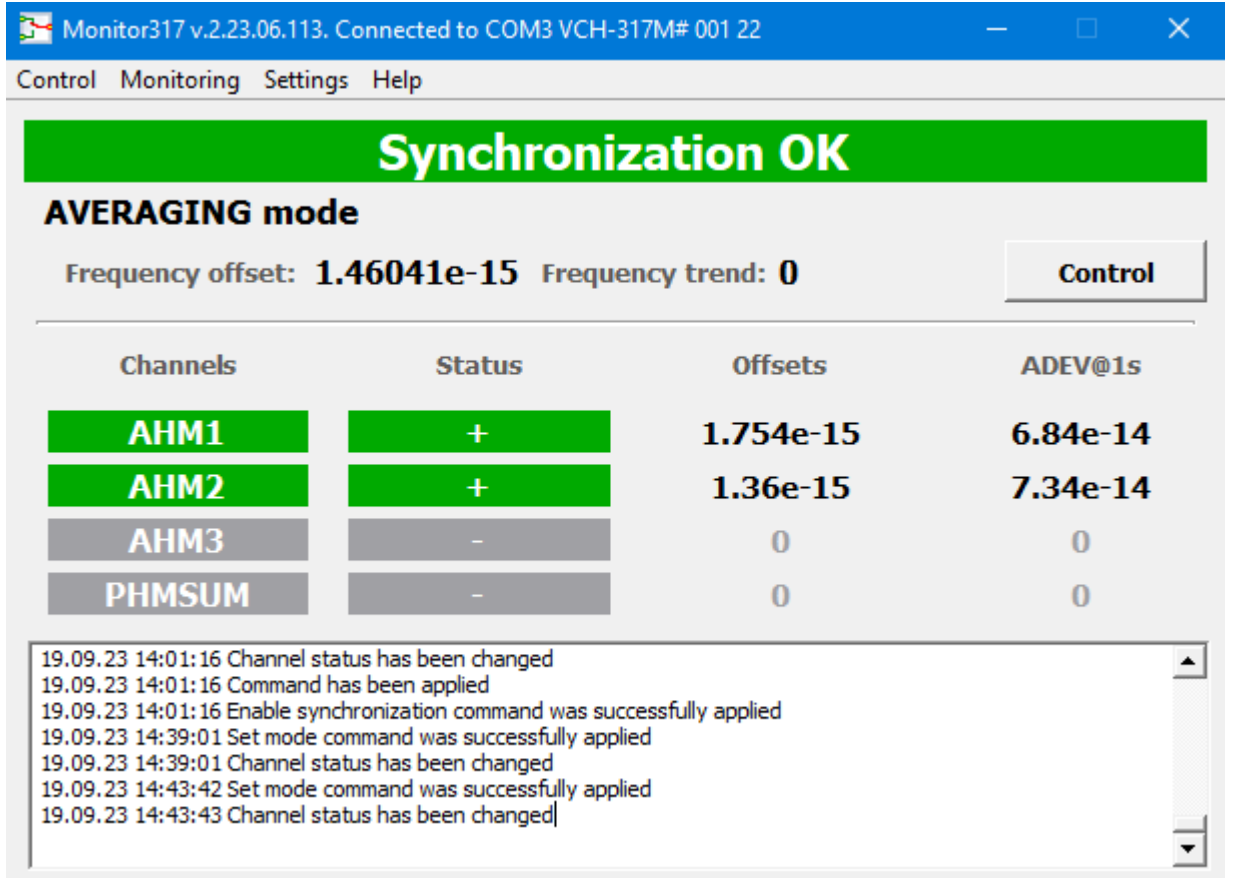 Monitor317 v.2.23.06.113. Connected to COM3 VCH-317M# 001 22
Control Monitoring Settings Help
Synchronization OK
AVERAGING mode
Frequency offset: 1.46041e-15 Frequency trend: 0 Control
Channels Status Offsets ADEV@1s
AHM1 + 1.754e-15 6.84e-14
AHM2 + 1.36e-15 7.34e-14
AHM3 - 0 0
PHMSUM - 0 0
19.09.23 14:01:16 Channel status has been changed
19.09.23 14:01:16 Command has been applied
19.09.23 14:01:16 Enable synchronization command was successfully applied
19.09.23 14:39:01 Set mode command was successfully applied
19.09.23 14:39:01 Channel status has been changed
19.09.23 14:43:42 Set mode command was successfully applied
19.09.23 14:43:43 Channel status has been changed